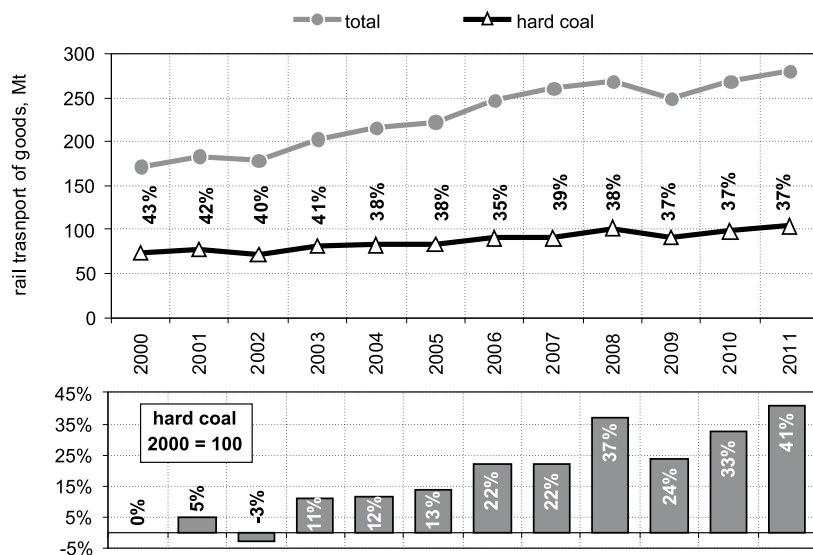 total hard coal
rail trasnport of goods, Mt
300
250
200
150
100
50
0
43% 42% 40% 41% 38% 38% 35% 39% 38% 37% 37% 37%
2000 2001 2002 2003 2004 2005 2006 2007 2008 2009 2010 2011
45%
35%
25%
15%
5%
-5%
hard coal
2000 = 100
0% 5% -3% 11% 12% 13% 22% 22% 37% 24% 33% 41%